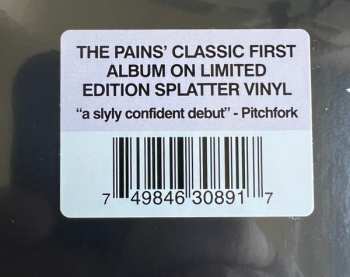 THE PAINS' CLASSIC FIRST
ALBUM ON LIMITED
EDITION SPLATTER VINYL
“a slyly confident debut” - Pitchfork
7 49846 30891 7